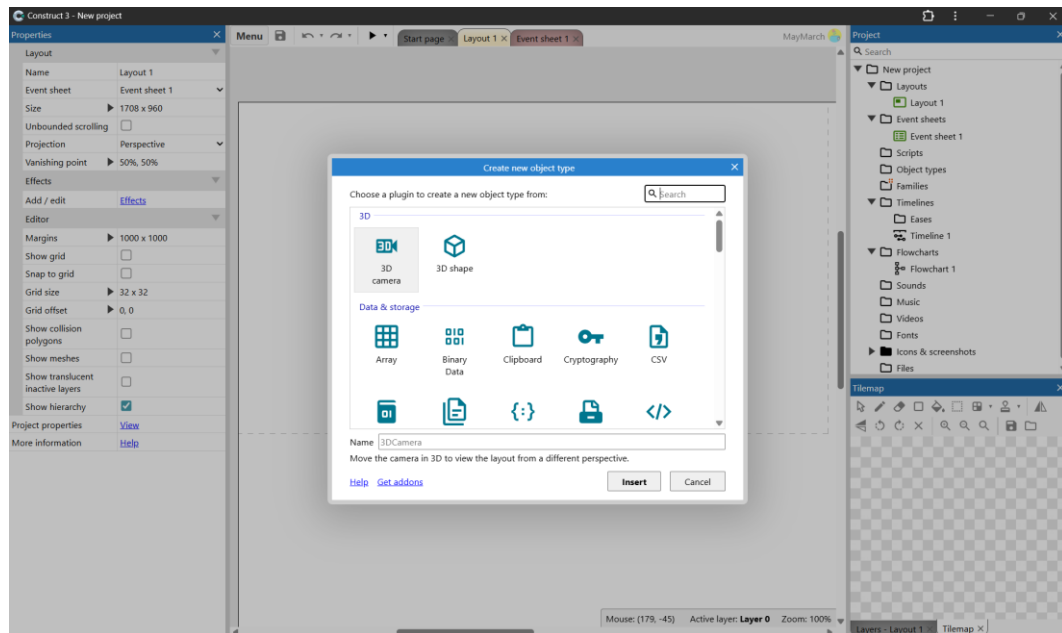 Construct 3 - New project
Properties
Layout
Name Layout 1
Event sheet Event sheet 1
Size 1708 x 960
Unbounded scrolling
Projection Perspective
Vanishing point 50%, 50%
Effects
Add / edit Effects
Editor
Margins 1000 x 1000
Show grid
Snap to grid
Grid size 32 x 32
Grid offset 0, 0
Show collision
polygons
Show meshes
Show translucent
inactive layers
Show hierarchy
Project properties View
More information Help
Menu
Start page
Layout 1
Event sheet 1
MayMarch
Create new object type
Choose a plugin to create a new object type from:
Search
3D
3D
camera
3D shape
Data & storage
Array
Binary
Data
Clipboard
Cryptography
CSV
Name 3DCamera
Move the camera in 3D to view the layout from a different perspective.
Help Get addons
Insert
Cancel
Mouse: (179, -45) Active layer: Layer 0 Zoom: 100%
Project
Search
New project
Layouts
Layout 1
Event sheets
Event sheet 1
Scripts
Object types
Families
Timelines
Eases
Timeline 1
Flowcharts
Flowchart 1
Sounds
Music
Videos
Fonts
Icons & screenshots
Files
Tilemap
Layers - Layout 1
Tilemap